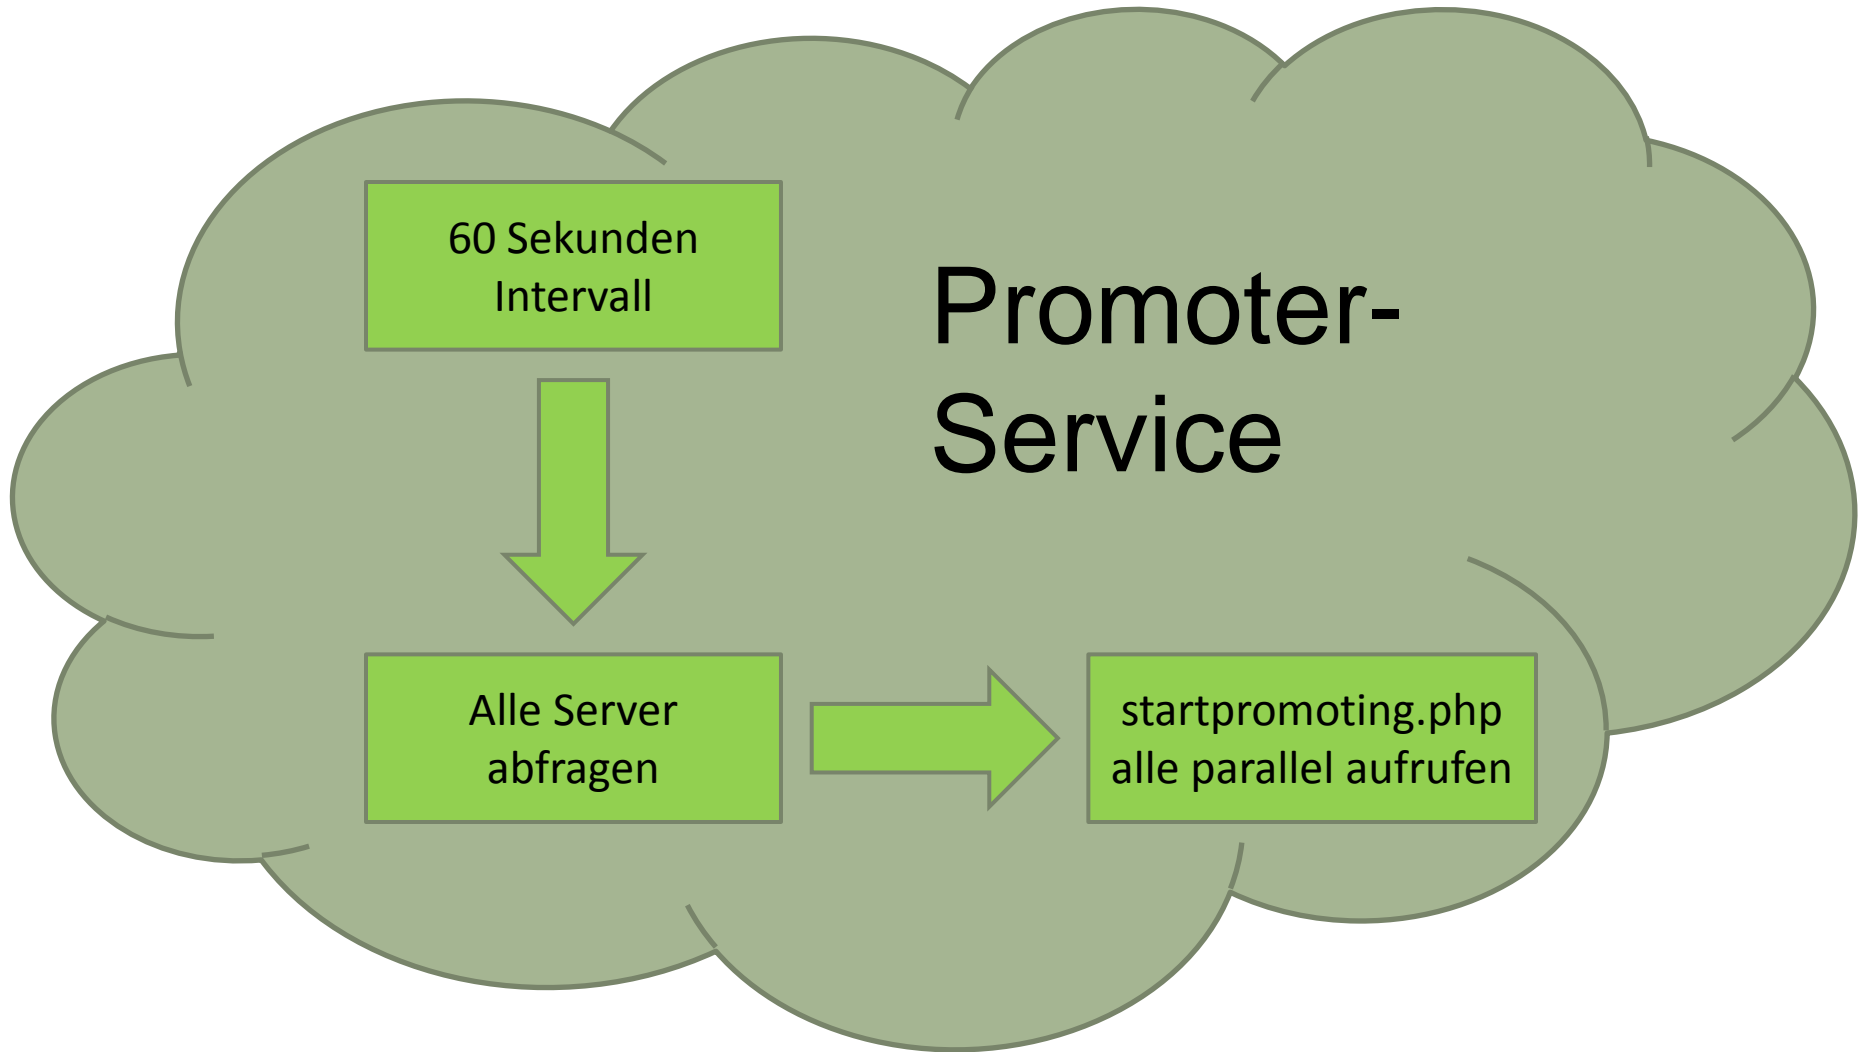 60 Sekunden
Intervall
Promoter-
Service
Alle Server
abfragen
startpromoting.php
alle parallel aufrufen